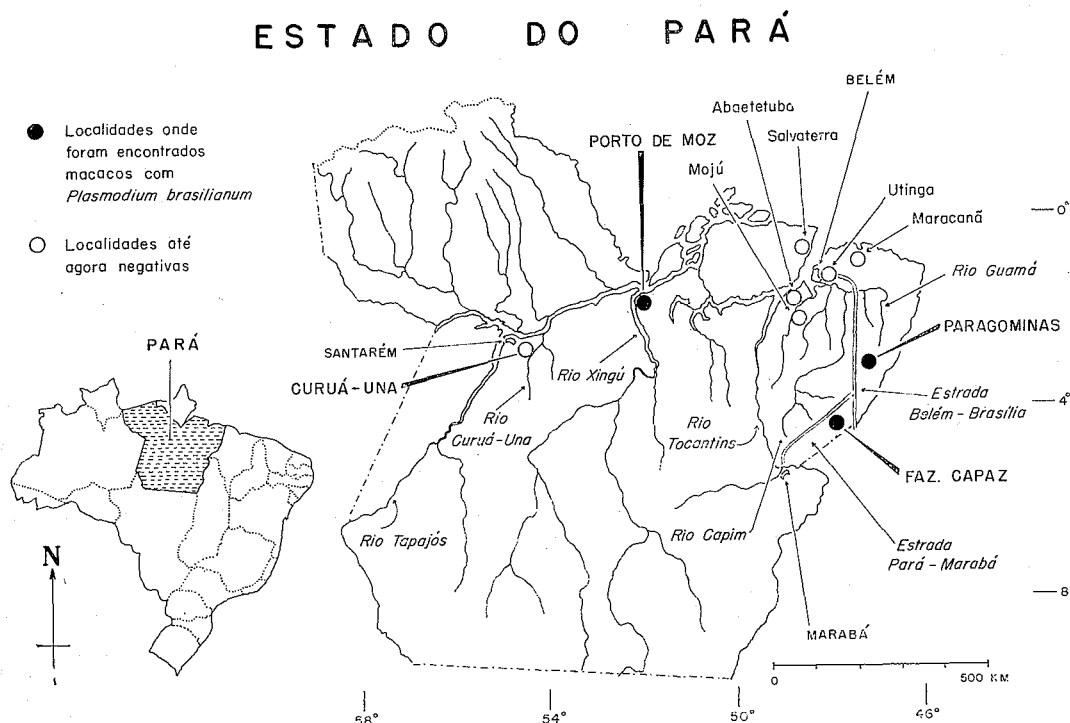 ESTADO DO PARÁ
Localidades onde
foram encontrados
macacos com
Plasmodium brasilianum
Localidades até
agora negativas
BELÉM
Abaetetuba
Salvaterra
PORTO DE MOZ
Mojú
Utinga
Maracanã
0°
Rio Guamá
PARÁ
SANTARÉM
PARAGOMINAS
CURUÁ-UNA
Rio Xingú
Estrada
Belém - Brasília
4°
Rio
Curuá-Una
Rio
Tocantins
FAZ. CAPAZ
Rio Tapajós
Rio Capim
Estrada
Pará - Marabá
N
8
MARABÁ
0
500 KM
58°
54°
50°
46°